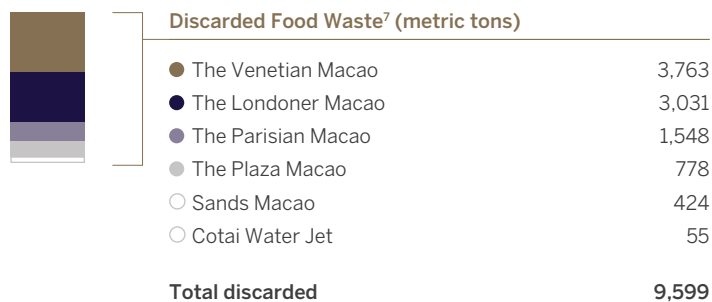 Discarded Food Waste⁷ (metric tons)
The Venetian Macao 3,763
The Londoner Macao 3,031
The Parisian Macao 1,548
The Plaza Macao 778
Sands Macao 424
Cotai Water Jet 55
Total discarded 9,599